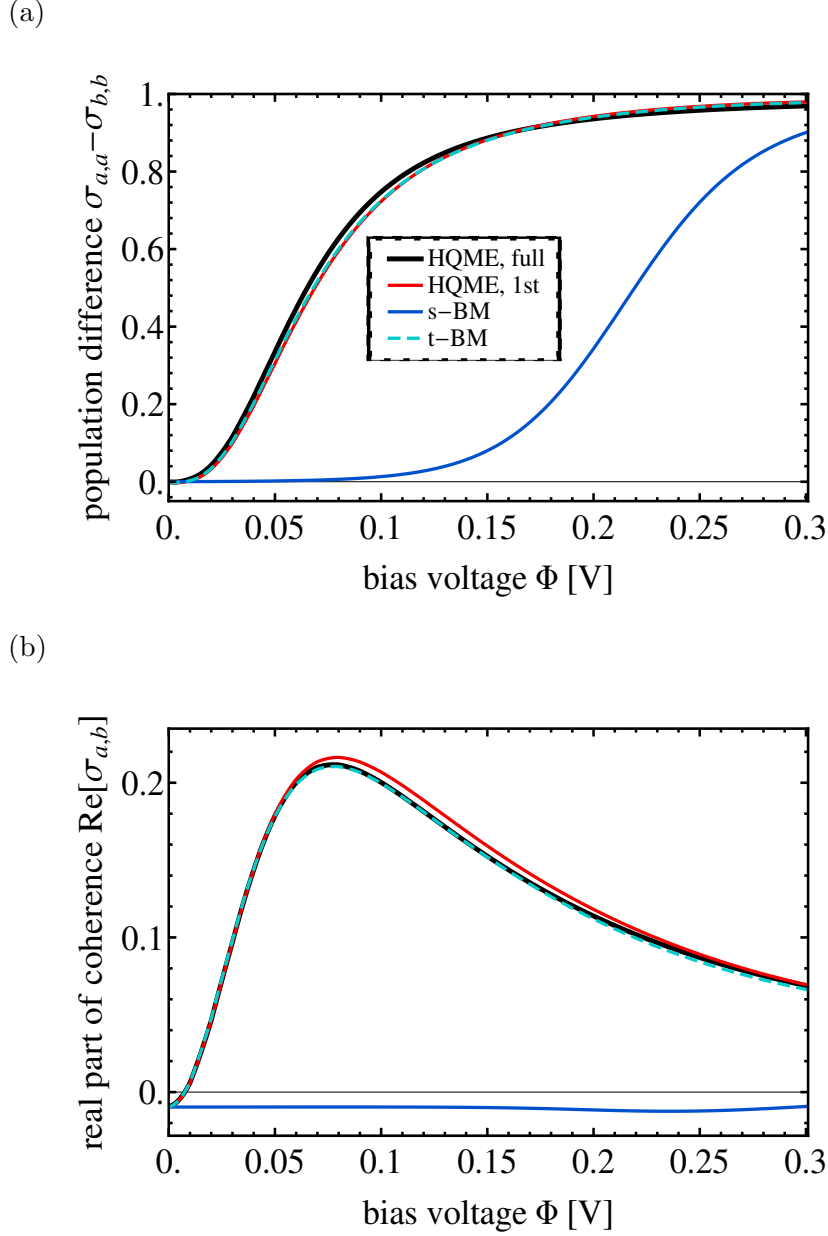 (a)
population difference σ_{a,a}−σ_{b,b}
1.
0.8
0.6
0.4
0.2
0.
HQME, full
HQME, 1st
s−BM
t−BM
0. 0.05 0.1 0.15 0.2 0.25 0.3
bias voltage Φ [V]
(b)
real part of coherence Re[σ_{a,b}]
0.2
0.1
0.
0. 0.05 0.1 0.15 0.2 0.25 0.3
bias voltage Φ [V]